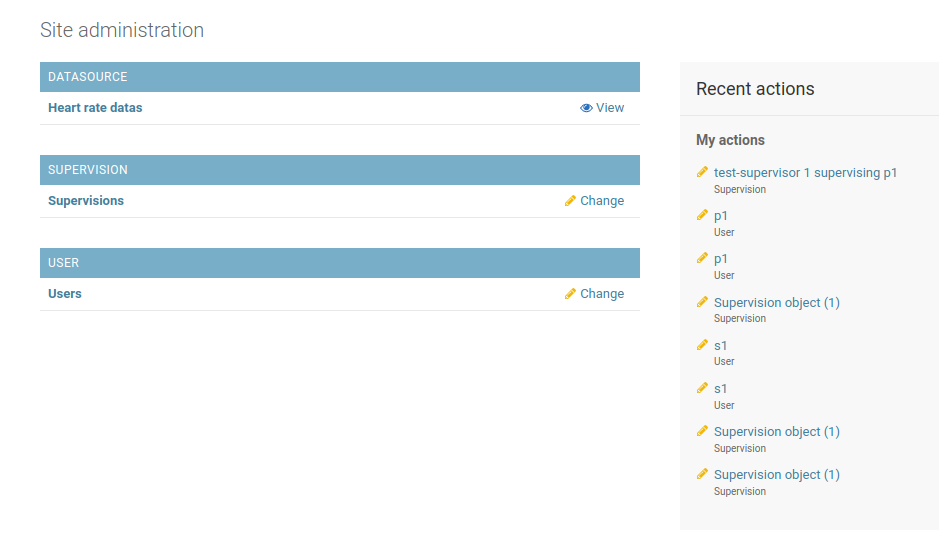 Site administration
DATASOURCE
Heart rate datas View
SUPERVISION
Supervisions Change
USER
Users Change
Recent actions
My actions
test-supervisor 1 supervising p1
Supervision
p1
User
p1
User
Supervision object (1)
Supervision
s1
User
s1
User
Supervision object (1)
Supervision
Supervision object (1)
Supervision